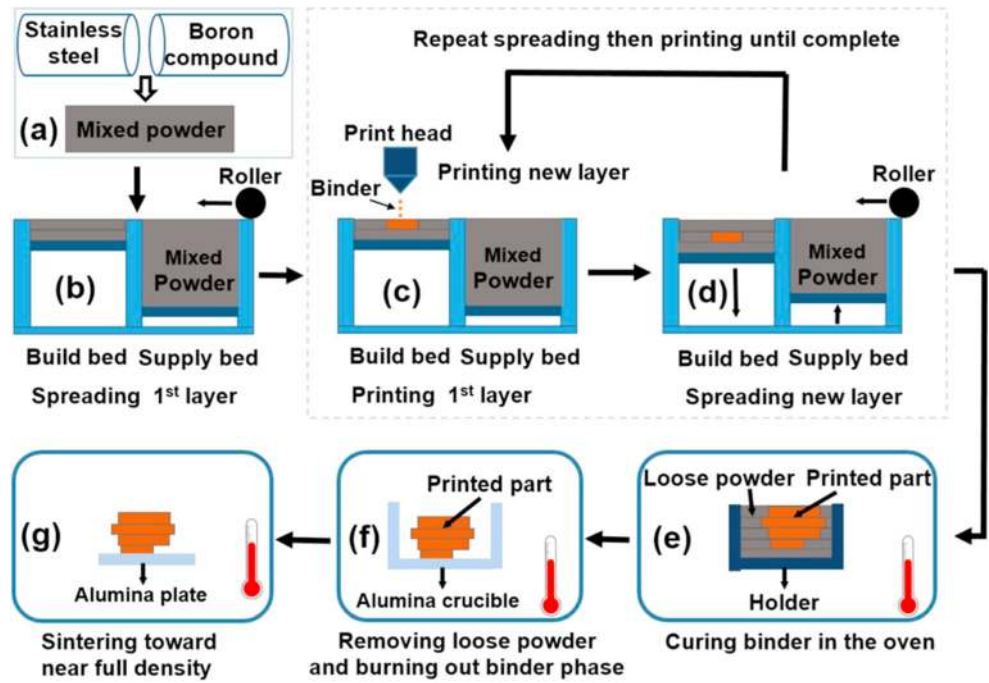 Stainless steel
Boron compound
(a)
Mixed powder
Roller
Mixed Powder
(b)
Build bed Supply bed
Spreading 1st layer
Repeat spreading then printing until complete
Print head
Binder
Printing new layer
Mixed Powder
(c)
Build bed Supply bed
Printing 1st layer
Roller
Mixed Powder
(d)
Build bed Supply bed
Spreading new layer
Loose powder
Printed part
(e)
Holder
Curing binder in the oven
Printed part
(f)
Alumina crucible
Removing loose powder
and burning out binder phase
(g)
Alumina plate
Sintering toward
near full density